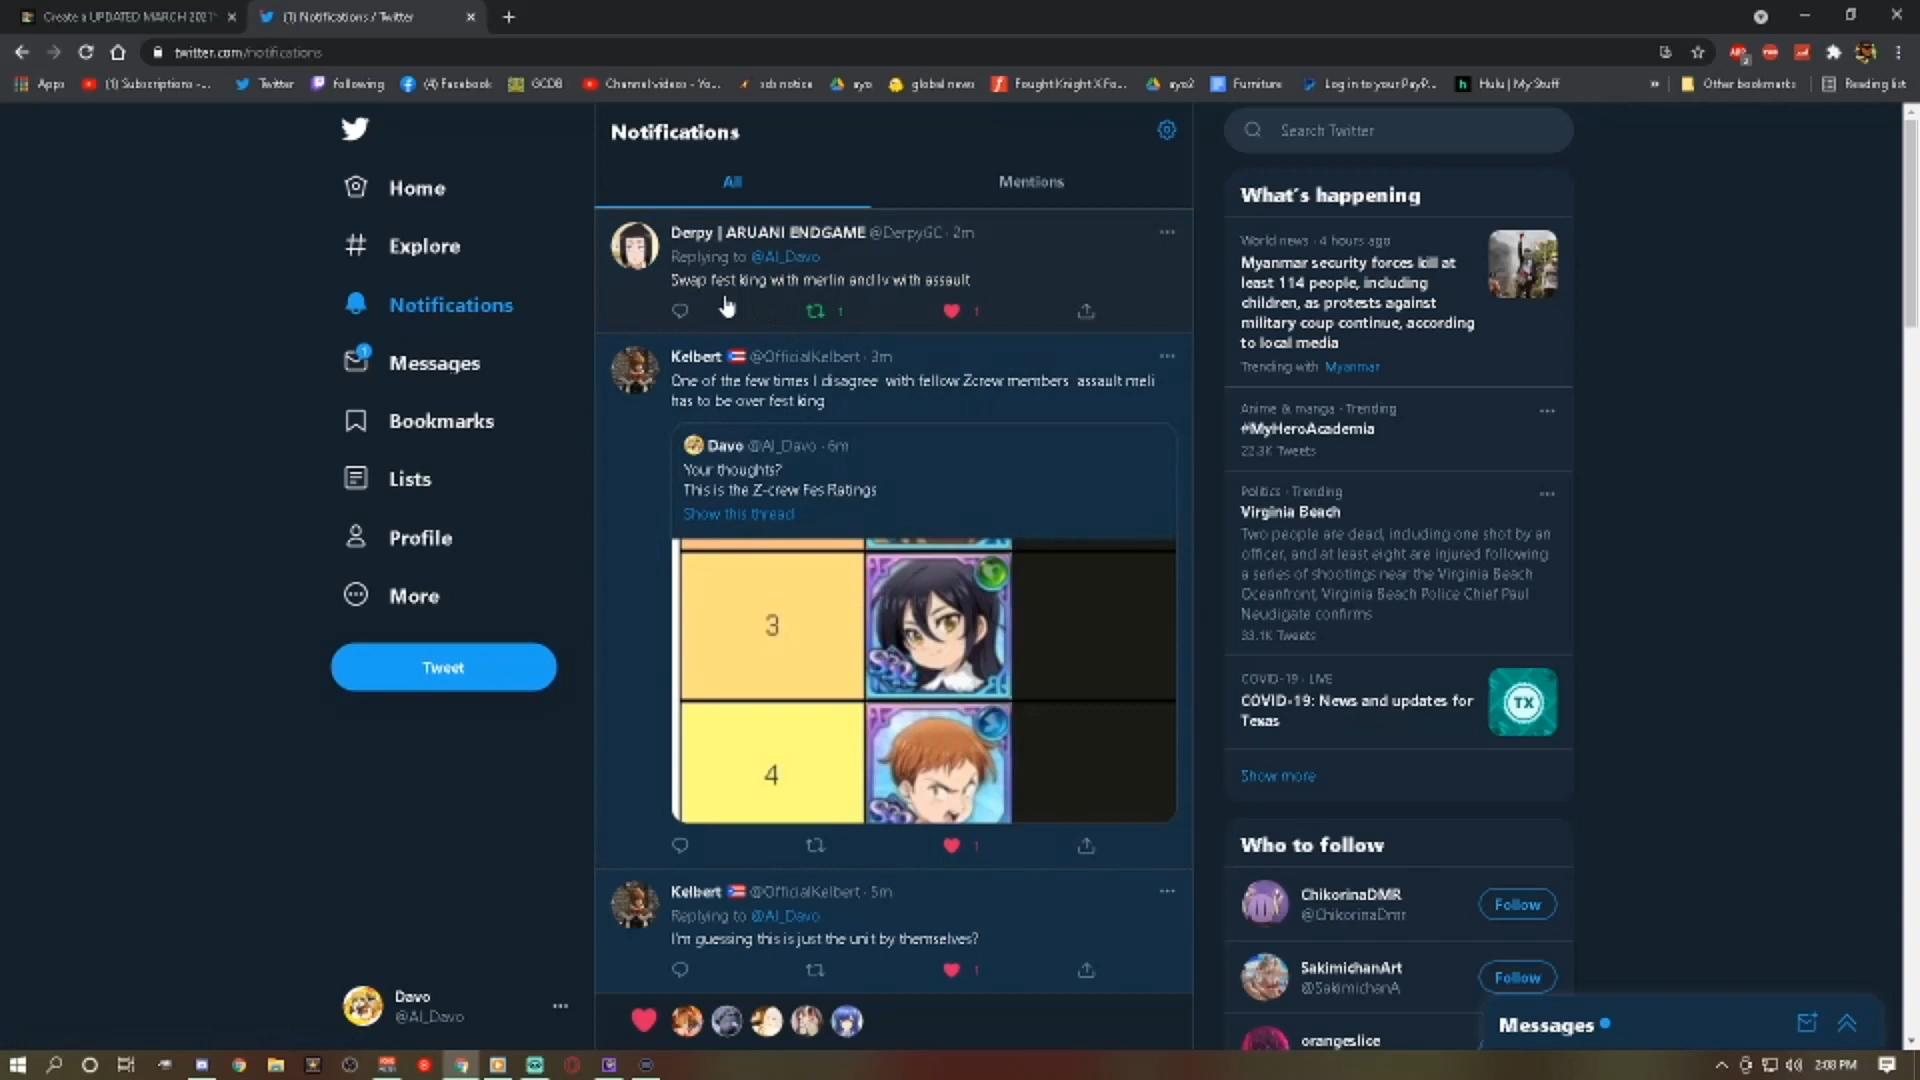 Create a UPDATED MARCH 2021
(1) Notifications / Twitter
twitter.com/notifications
Apps
(1) Subscriptions -...
Twitter
following
(4) Facebook
GCDB
Channel videos - Yo...
sch notice
ayo
global news
Fought Knight X Fo...
ayo2
Furniture
Log in to your PayP...
Hulu | My Stuff
»
Other bookmarks
Reading list
Home
Explore
Notifications
1
Messages
Bookmarks
Lists
Profile
More
Tweet
Davo
@AI_Davo
Notifications
All
Mentions
Derpy | ARUANI ENDGAME @DerpyGC · 2m
Replying to @AI_Davo
Swap fest king with merlin and lv with assault
1
1
Kelbert @OfficialKelbert · 3m
One of the few times I disagree with fellow Zcrew members assault meli
has to be over fest king
Davo @AI_Davo · 6m
Your thoughts?
This is the Z-crew Fes Ratings
Show this thread
3
SSR
4
SSR
1
Kelbert @OfficialKelbert · 5m
Replying to @AI_Davo
I'm guessing this is just the unit by themselves?
1
Search Twitter
What's happening
World news · 4 hours ago
Myanmar security forces kill at
least 114 people, including
children, as protests against
military coup continue, according
to local media
Trending with Myanmar
Anime & manga · Trending
#MyHeroAcademia
22.3K Tweets
Politics · Trending
Virginia Beach
Two people are dead, including one shot by an
officer, and at least eight are injured following
a series of shootings near the Virginia Beach
Oceanfront, Virginia Beach Police Chief Paul
Neudigate confirms
33.1K Tweets
COVID-19 · LIVE
COVID-19: News and updates for
Texas
TX
Show more
Who to follow
ChikorinaDMR
@ChikorinaDmr
Follow
SakimichanArt
@SakimichanA
Follow
orangeslice
Messages
2:08 PM